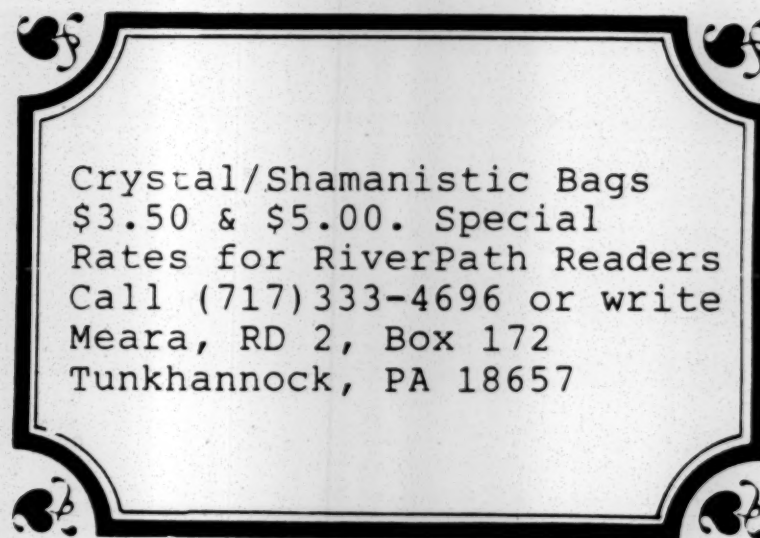 Crystal/Shamanistic Bags
$3.50 & $5.00. Special
Rates for RiverPath Readers
Call (717)333-4696 or write
Meara, RD 2, Box 172
Tunkhannock, PA 18657